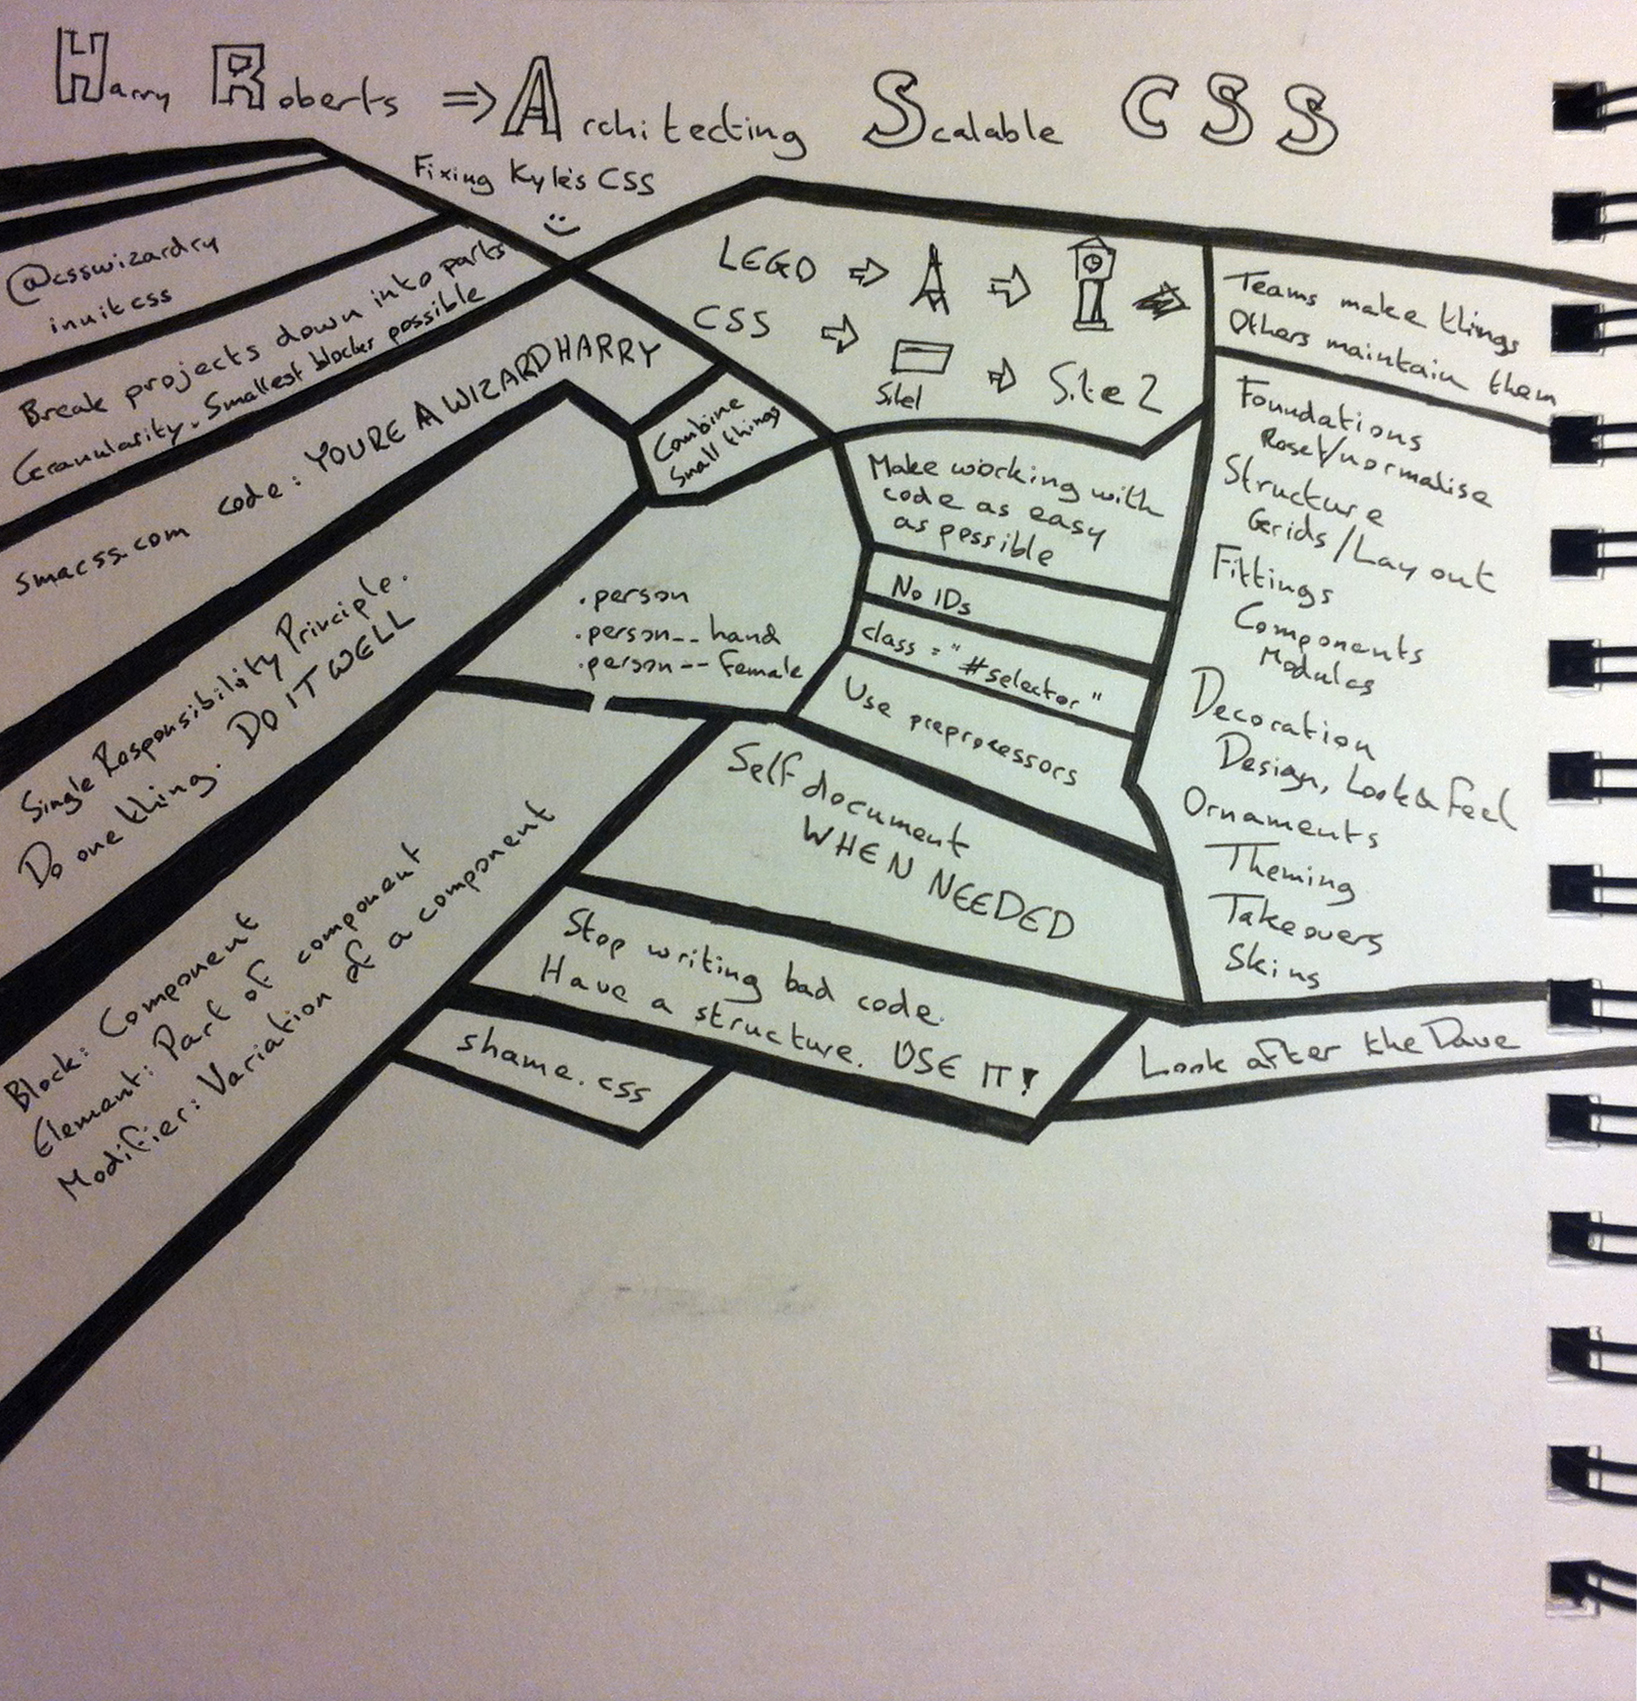 Harry Roberts => Architecting Scalable CSS
Fixing Kyle's CSS
@csswizardry
inuitcss
Break projects down into parts
Granularity. Smallest blocks possible
smacss.com code: YOURE A WIZARDHARRY
Combine
Small things
Single Responsibility Principle.
Do one thing. DO IT WELL
Block: Component
Element: Part of component
Modifier: Variation of a component
.person
.person__hand
.person--female
LEGO
CSS
Site1
Site 2
Make working with
code as easy
as possible
No IDs
class = "#selector"
Use preprocessors
Self document
WHEN NEEDED
Stop writing bad code.
Have a structure. USE IT!
shame.css
Teams make things
Others maintain them
Foundations
Reset/normalise
Structure
Grids/Layout
Fittings
Components
Modules
Decoration
Design, Look & Feel
Ornaments
Theming
Takeovers
Skins
Look after the Dave